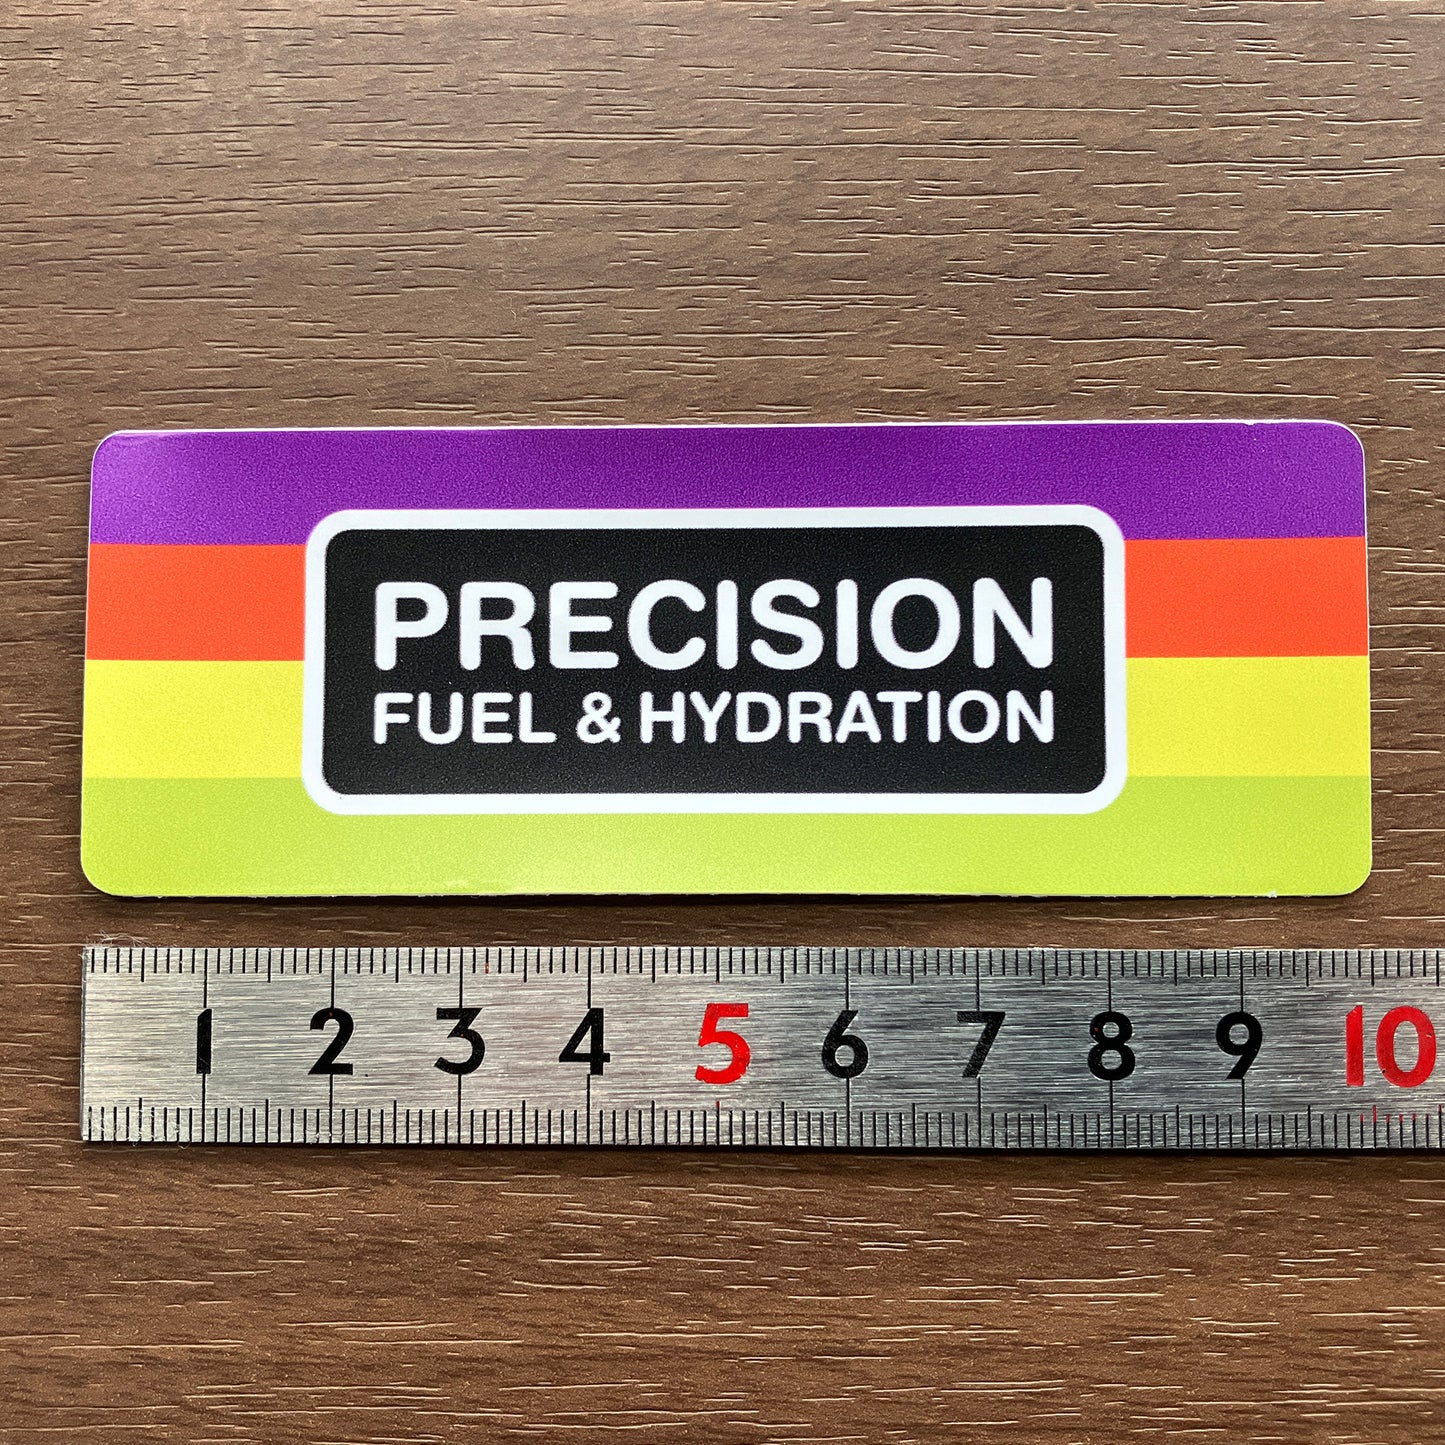 PRECISION
FUEL & HYDRATION
1 2 3 4 5 6 7 8 9 10